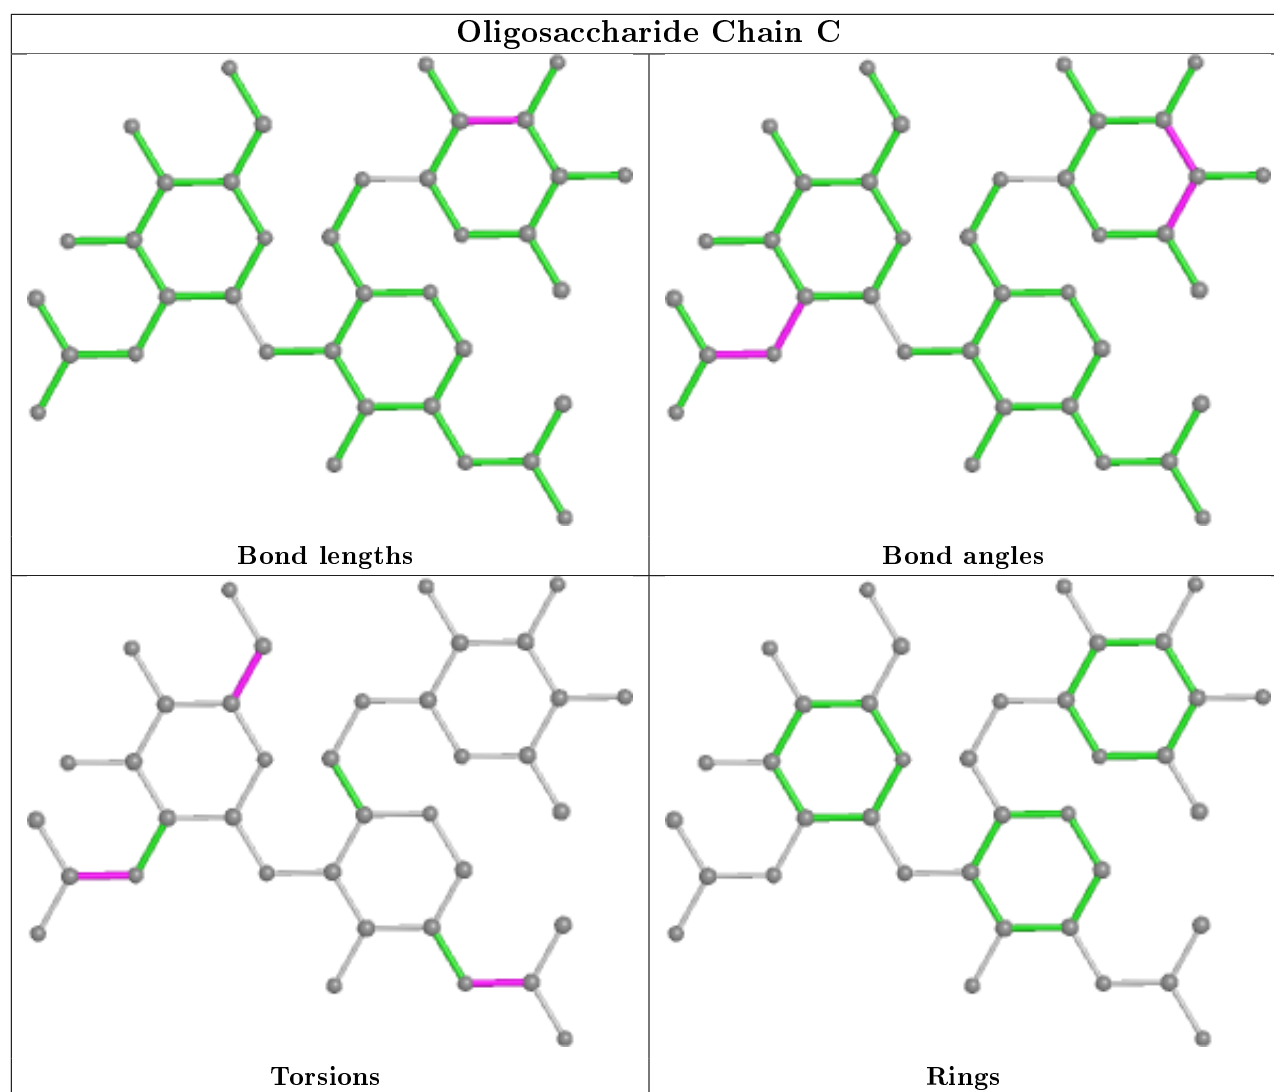 Oligosaccharide Chain C
Bond lengths
Bond angles
Torsions
Rings